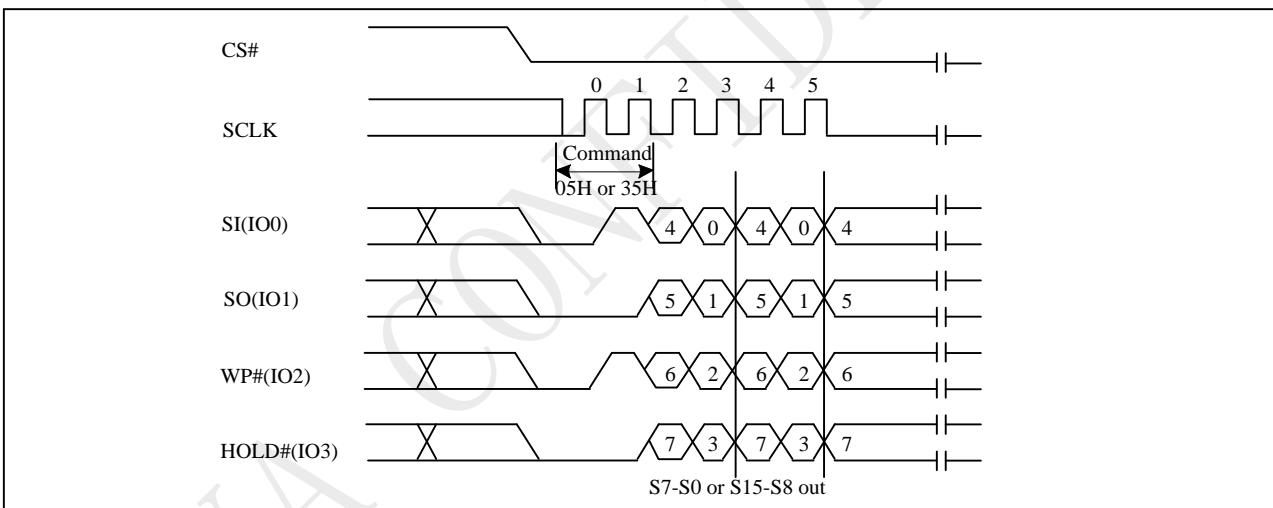 CS#
0 1 2 3 4 5
SCLK
Command
05H or 35H
SI(IO0) 4 0 4 0 4
SO(IO1) 5 1 5 1 5
WP#(IO2) 6 2 6 2 6
HOLD#(IO3) 7 3 7 3 7
S7-S0 or S15-S8 out